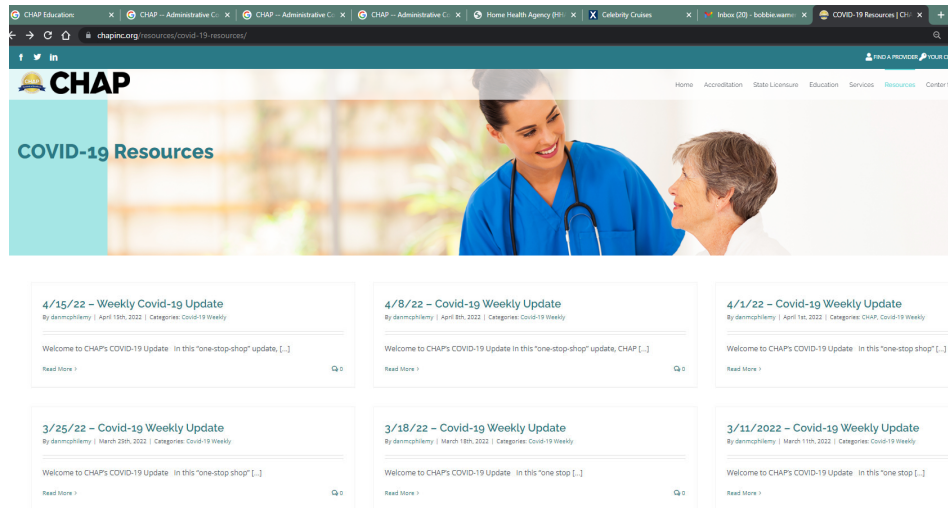 CHAP Education:
CHAP -- Administrative Co
CHAP -- Administrative Co
CHAP -- Administrative Co
Home Health Agency (HH
Celebrity Cruises
Inbox (20) - bobbie.warne
COVID-19 Resources | CH
chapinc.org/resources/covid-19-resources/
FIND A PROVIDER
YOUR C
CHAP
Home Accreditation State Licensure Education Services Resources Center
COVID-19 Resources
4/15/22 – Weekly Covid-19 Update
By danmcphilemy | April 15th, 2022 | Categories: Covid-19 Weekly
Welcome to CHAP's COVID-19 Update In this "one-stop-shop" update, [...]
Read More >
0
4/8/22 – Covid-19 Weekly Update
By danmcphilemy | April 8th, 2022 | Categories: Covid-19 Weekly
Welcome to CHAP's COVID-19 Update In this "one-stop-shop" update, CHAP [...]
Read More >
0
4/1/22 – Covid-19 Weekly Update
By danmcphilemy | April 1st, 2022 | Categories: CHAP, Covid-19 Weekly
Welcome to CHAP's COVID-19 Update In this "one-stop shop" [...]
Read More >
3/25/22 – Covid-19 Weekly Update
By danmcphilemy | March 25th, 2022 | Categories: Covid-19 Weekly
Welcome to CHAP's COVID-19 Update In this "one-stop shop" [...]
Read More >
0
3/18/22 – Covid-19 Weekly Update
By danmcphilemy | March 18th, 2022 | Categories: Covid-19 Weekly
Welcome to CHAP's COVID-19 Update In this "one stop [...]
Read More >
0
3/11/2022 – Covid-19 Weekly Update
By danmcphilemy | March 11th, 2022 | Categories: Covid-19 Weekly
Welcome to CHAP's COVID-19 Update In this "one stop [...]
Read More >